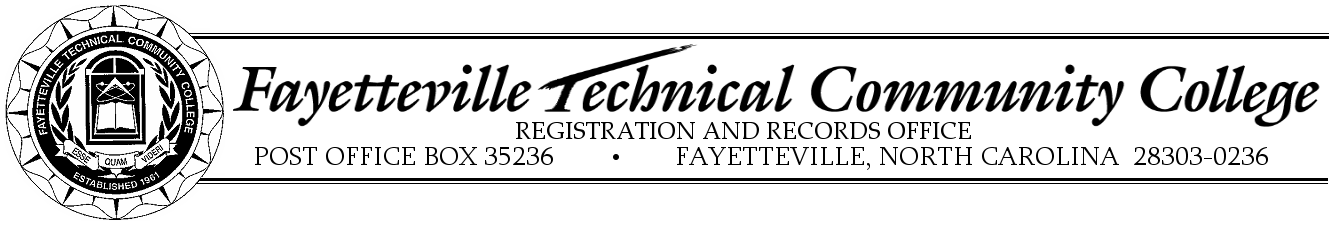 FAYETTEVILLE TECHNICAL COMMUNITY COLLEGE
ESSE QUAM VIDERI
ESTABLISHED 1961
Fayetteville Technical Community College
REGISTRATION AND RECORDS OFFICE
POST OFFICE BOX 35236 • FAYETTEVILLE, NORTH CAROLINA 28303-0236